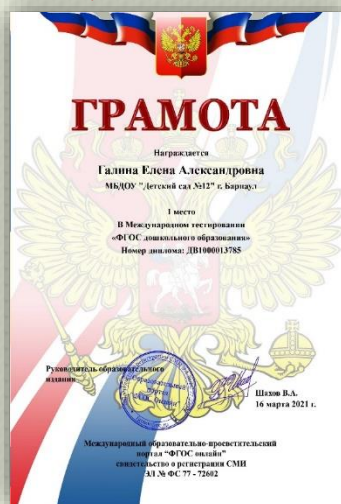 ГРАМОТА
Награждается
Галина Елена Александровна
МБДОУ "Детский сад №12" г. Барнаул
1 место
В Международном тестировании
«ФГОС дошкольного образования»
Номер диплома: ДВ1000013785
Руководитель образовательного
издания
Шахов В.А.
16 марта 2021 г.
Международный образовательно-просветительский
портал "ФГОС онлайн"
свидетельство о регистрации СМИ
ЭЛ № ФС 77 - 72602